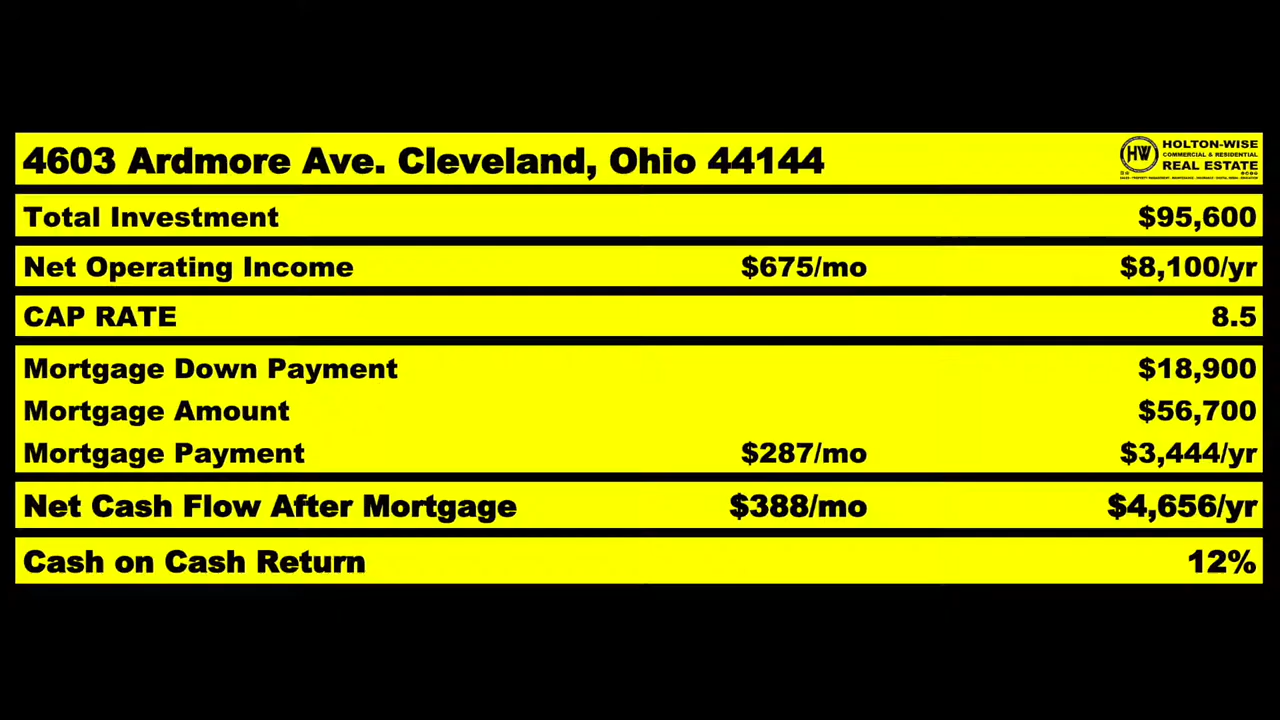 4603 Ardmore Ave. Cleveland, Ohio 44144
HW
HOLTON-WISE
COMMERCIAL & RESIDENTIAL
REAL ESTATE
Total Investment $95,600
Net Operating Income $675/mo $8,100/yr
CAP RATE 8.5
Mortgage Down Payment $18,900
Mortgage Amount $56,700
Mortgage Payment $287/mo $3,444/yr
Net Cash Flow After Mortgage $388/mo $4,656/yr
Cash on Cash Return 12%